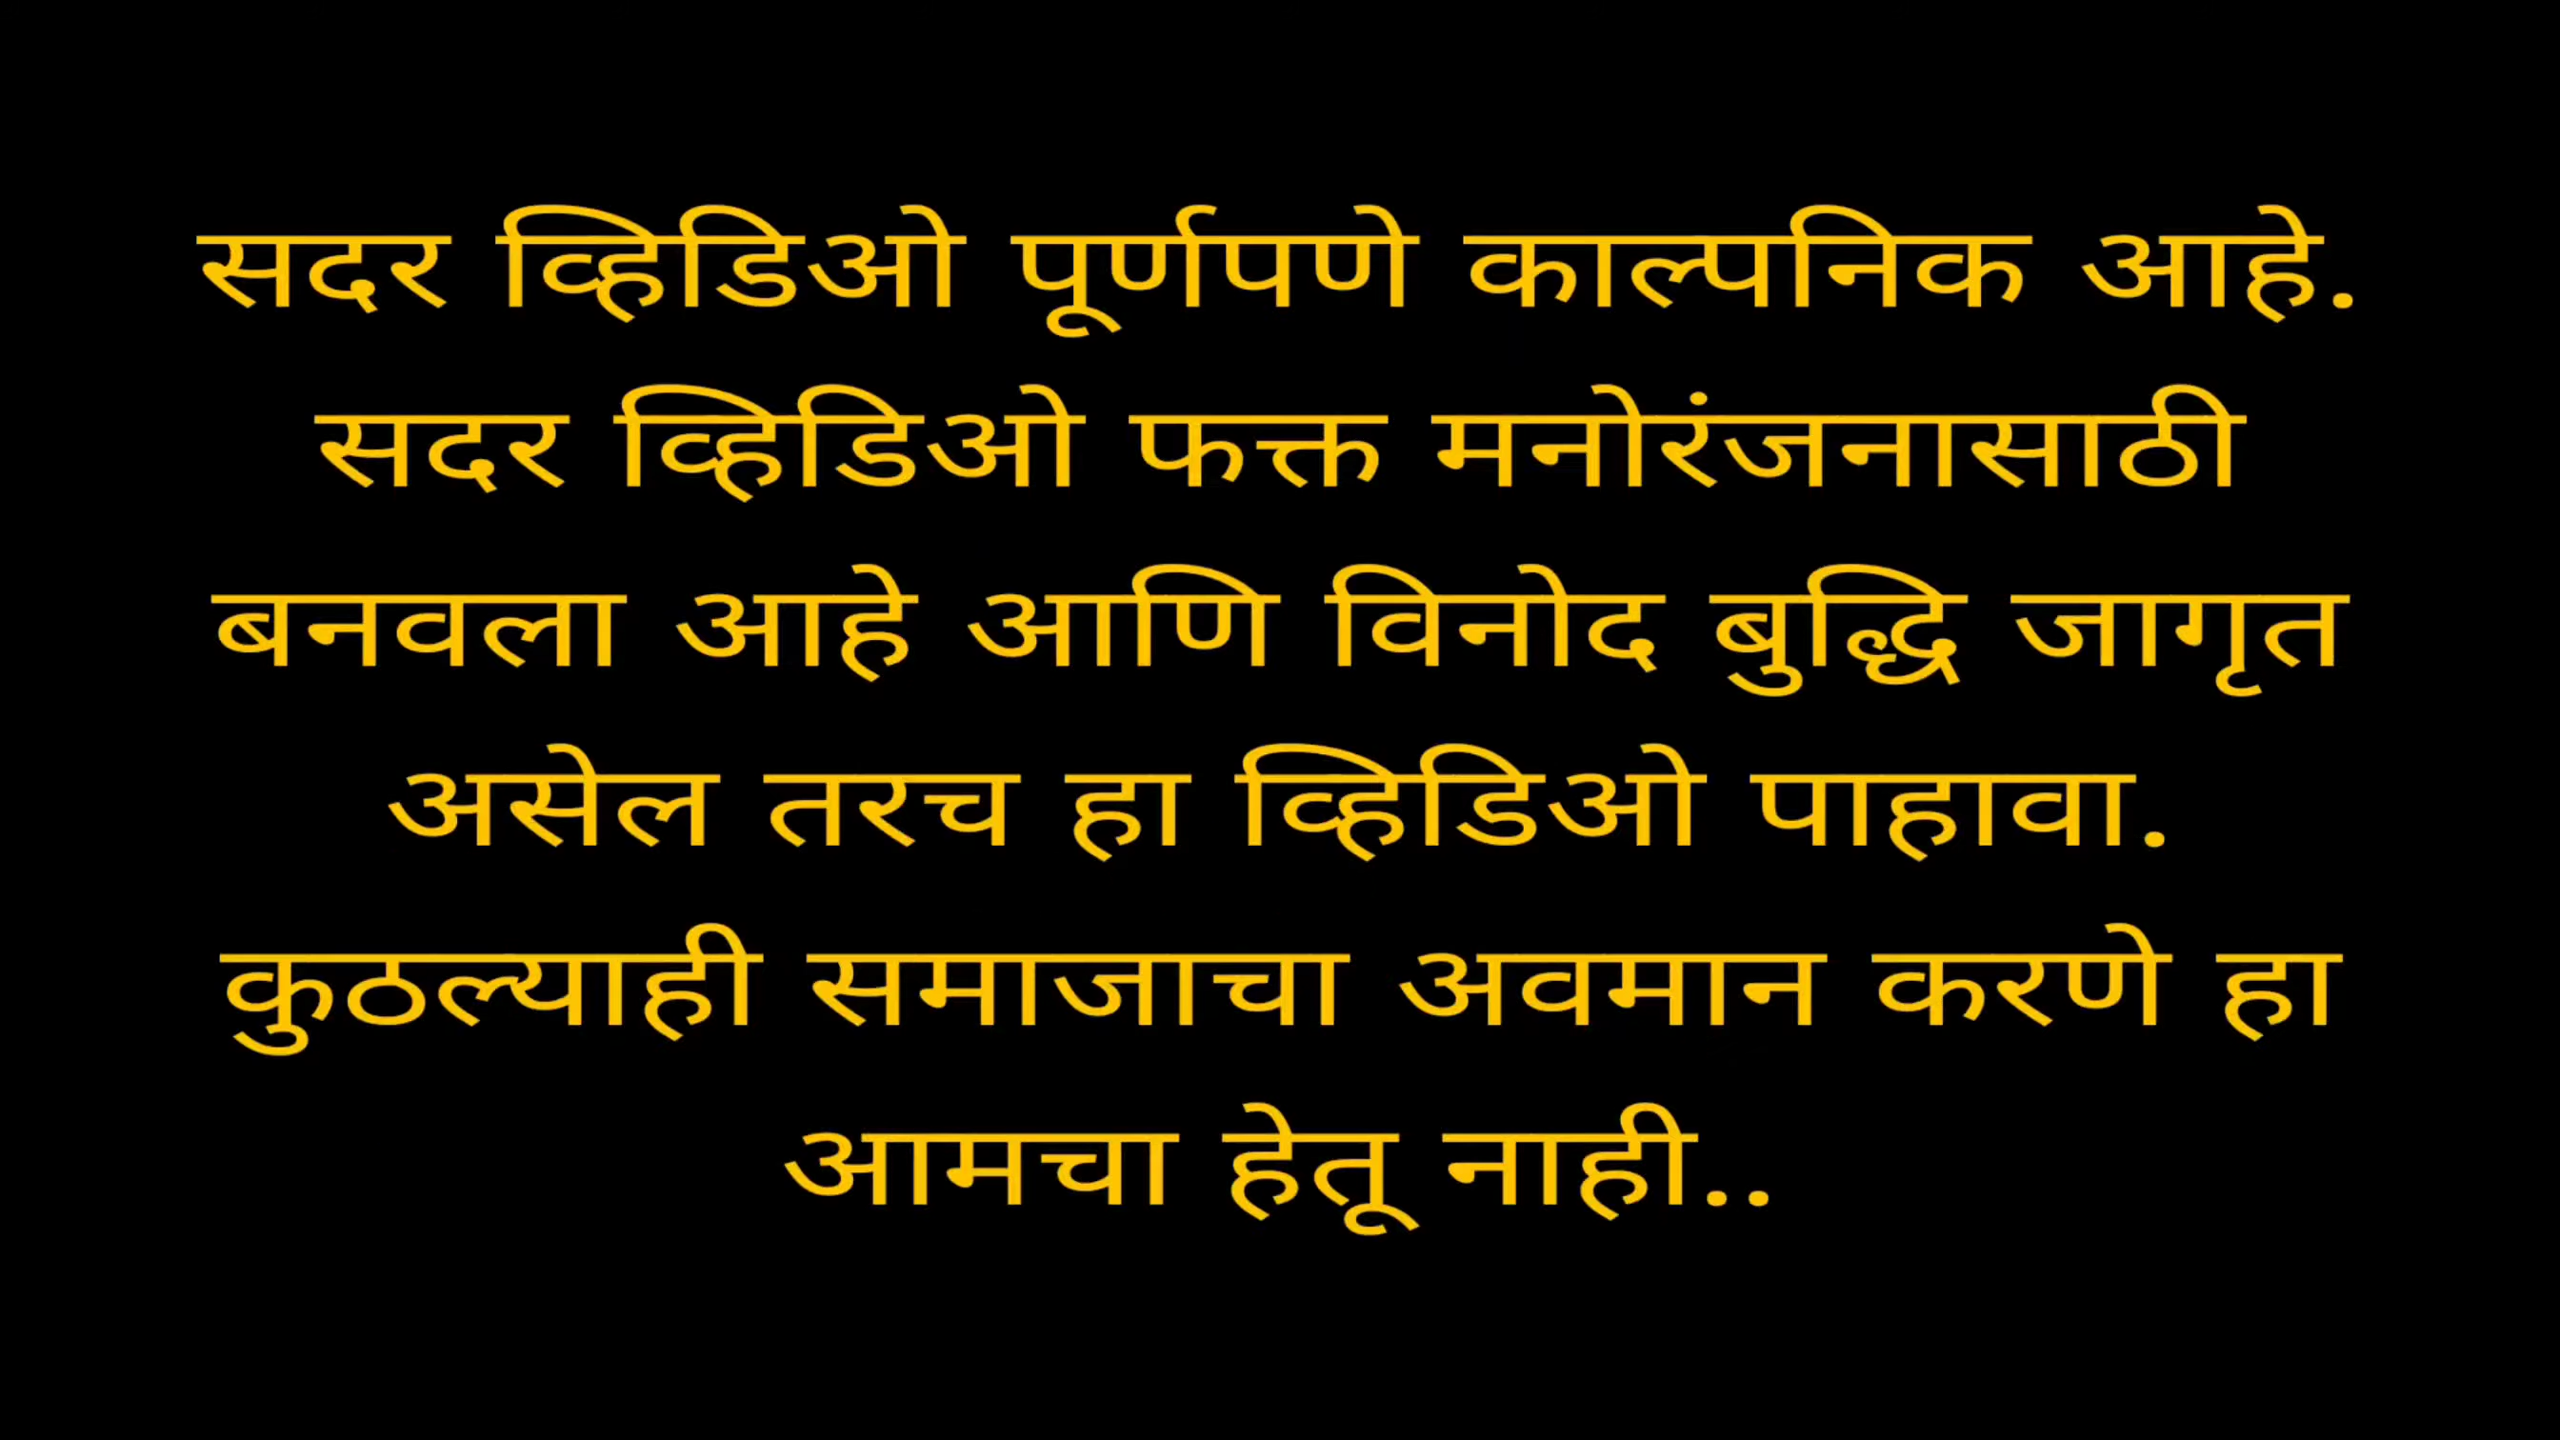 सदर व्हिडिओ पूर्णपणे काल्पनिक आहे.
सदर व्हिडिओ फक्त मनोरंजनासाठी
बनवला आहे आणि विनोद बुद्धि जागृत
असेल तरच हा व्हिडिओ पाहावा.
कुठल्याही समाजाचा अवमान करणे हा
आमचा हेतू नाही..